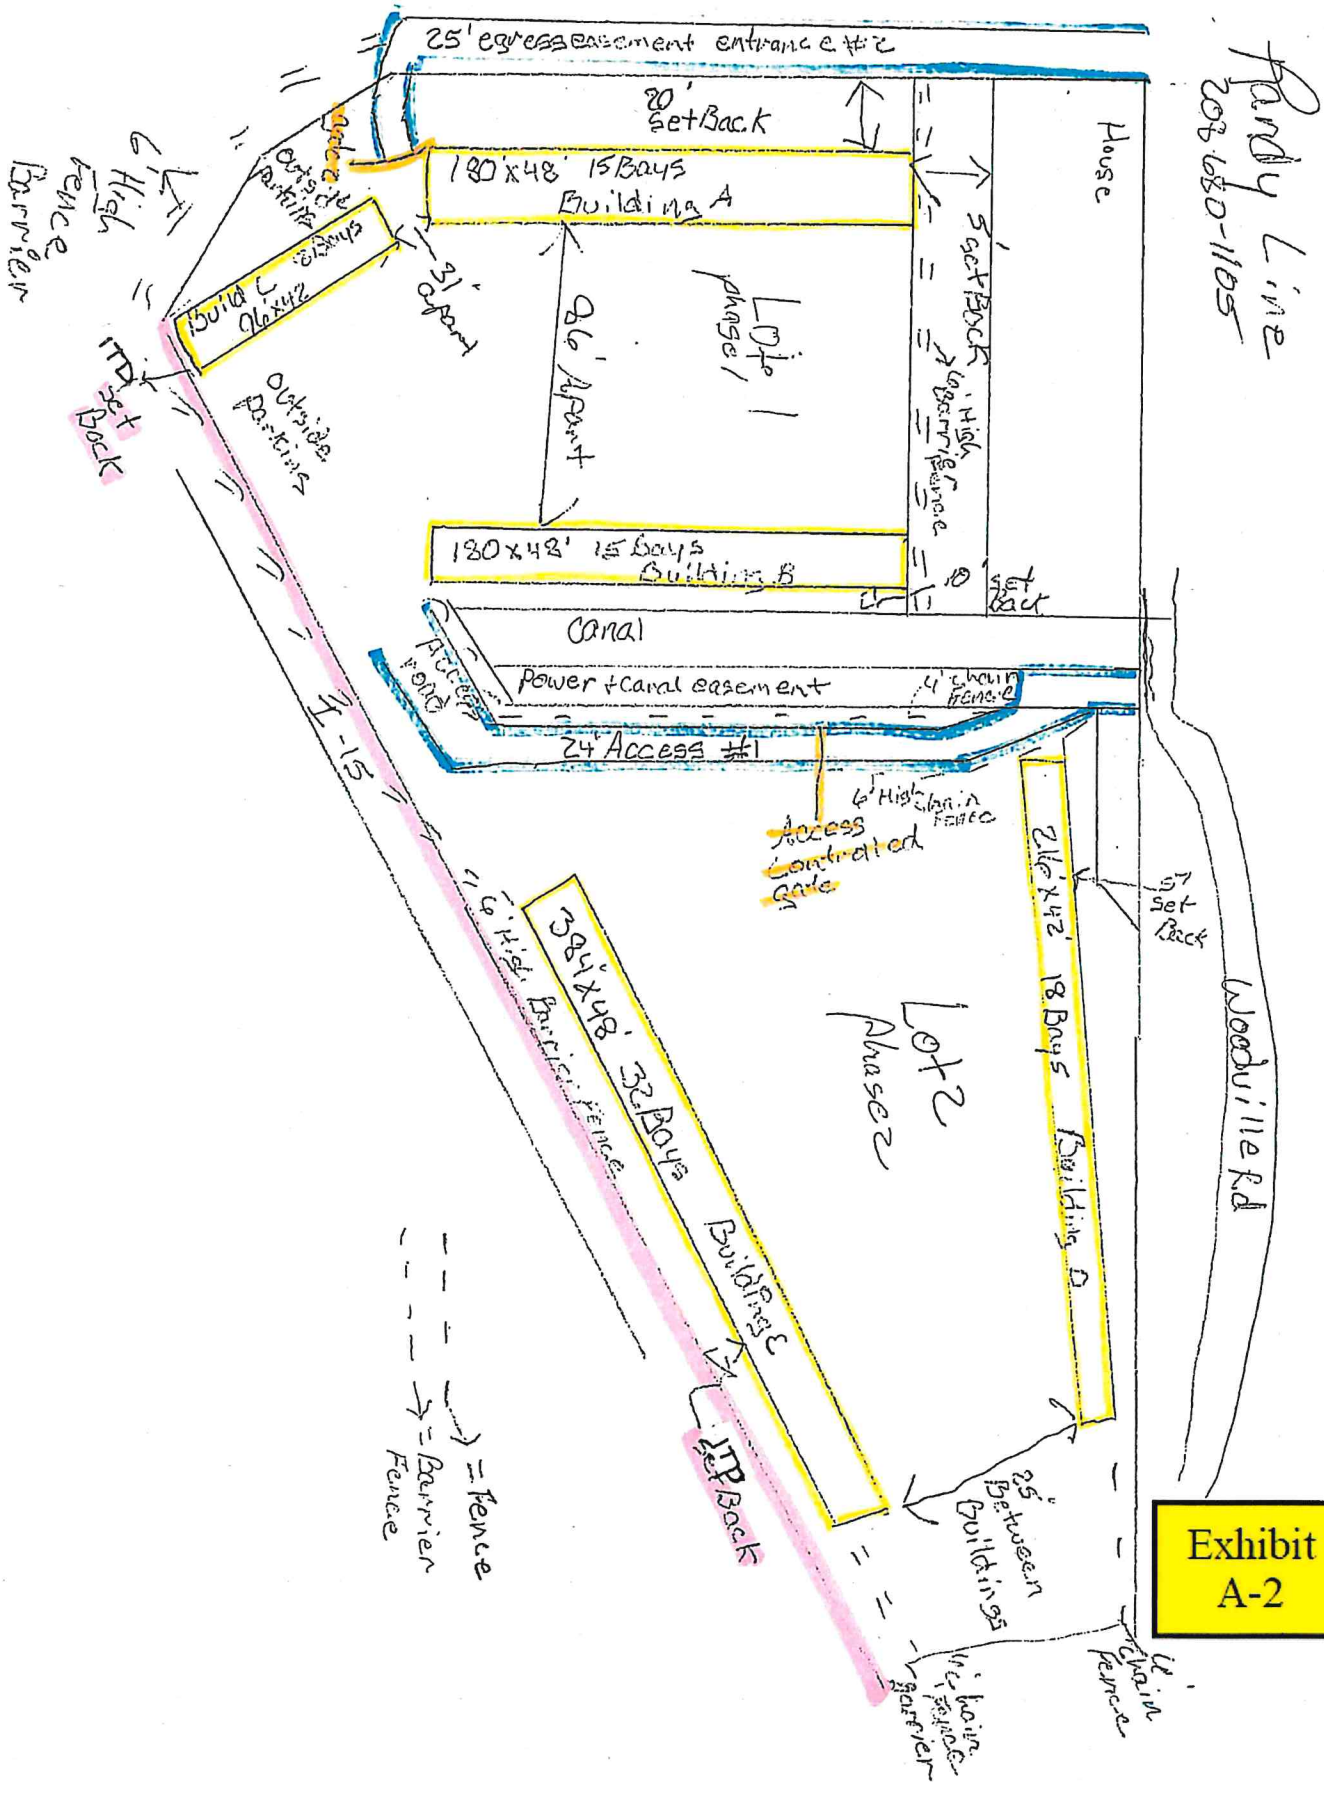 Randy Line
208-680-1105
25' egress easement entrance #2
20'
Set Back
House
gate
outside
parking
180'x48' 15 Bays
Building A
5' set Back
6' High
Fence
Barrier
Build C
8 Bays
96'x42
31'
apart
86' Apart
Lot 1
phase 1
6' High
Barrier
Fence
ITD
set
Back
outside
parking
180'x48' 15 Bays
Building B
set
Back
Canal
Access
road
Power + canal easement
4' chain
Fence
24' Access #1
6' High chain
Fence
Access
Controlled
gate
I-15
216'x42' 18 Bays Building D
set
Back
Woodville Rd
6' High Barrier Fence
384'x48' 32 Bays Building E
Lot 2
Phase 2
ITD
set Back
25'
Between
Buildings
Exhibit
A-2
chain
Fence
chain
Fence
Barrier
= Fence
= Barrier
Fence